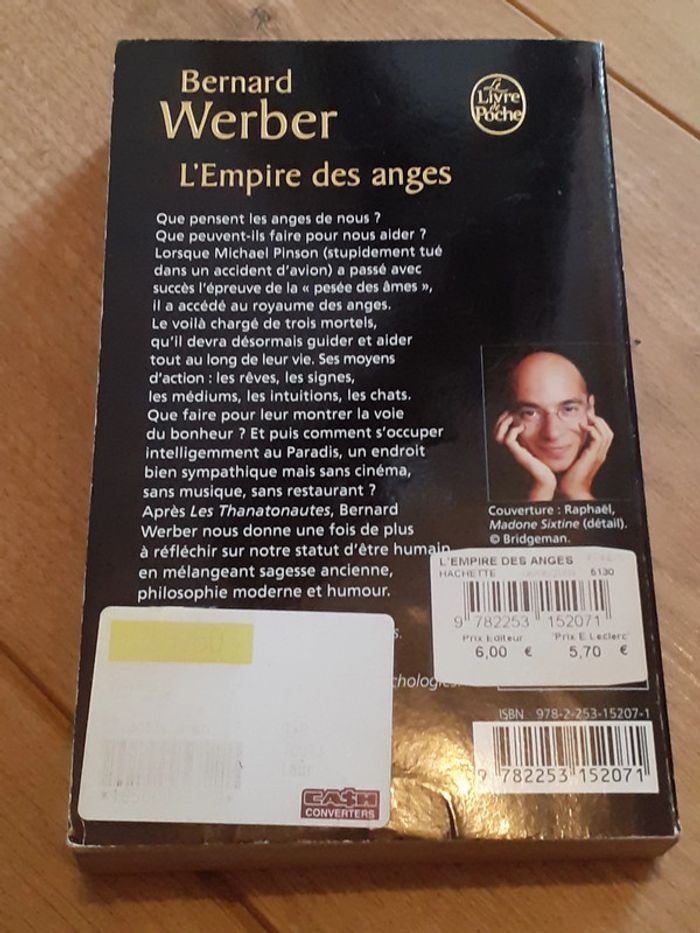 Bernard
Werber
Le
Livre
de
Poche
L'Empire des anges
Que pensent les anges de nous ?
Que peuvent-ils faire pour nous aider ?
Lorsque Michael Pinson (stupidement tué
dans un accident d'avion) a passé avec
succès l'épreuve de la « pesée des âmes »,
il a accédé au royaume des anges.
Le voilà chargé de trois mortels,
qu'il devra désormais guider et aider
tout au long de leur vie. Ses moyens
d'action : les rêves, les signes,
les médiums, les intuitions, les chats.
Que faire pour leur montrer la voie
du bonheur ? Et puis comment s'occuper
intelligemment au Paradis, un endroit
bien sympathique mais sans cinéma,
sans musique, sans restaurant ?
Après Les Thanatonautes, Bernard
Werber nous donne une fois de plus
à réfléchir sur notre statut d'être humain
en mélangeant sagesse ancienne,
philosophie moderne et humour.
Couverture : Raphaël,
Madone Sixtine (détail).
© Bridgeman.
L'EMPIRE DES ANGES
HACHETTE 6130
9 782253 152071
Prix Editeur "Prix E.Leclerc"
6,00 € 5,70 €
ISBN 978-2-253-15207-1
9 782253 152071
CA$H
CONVERTERS